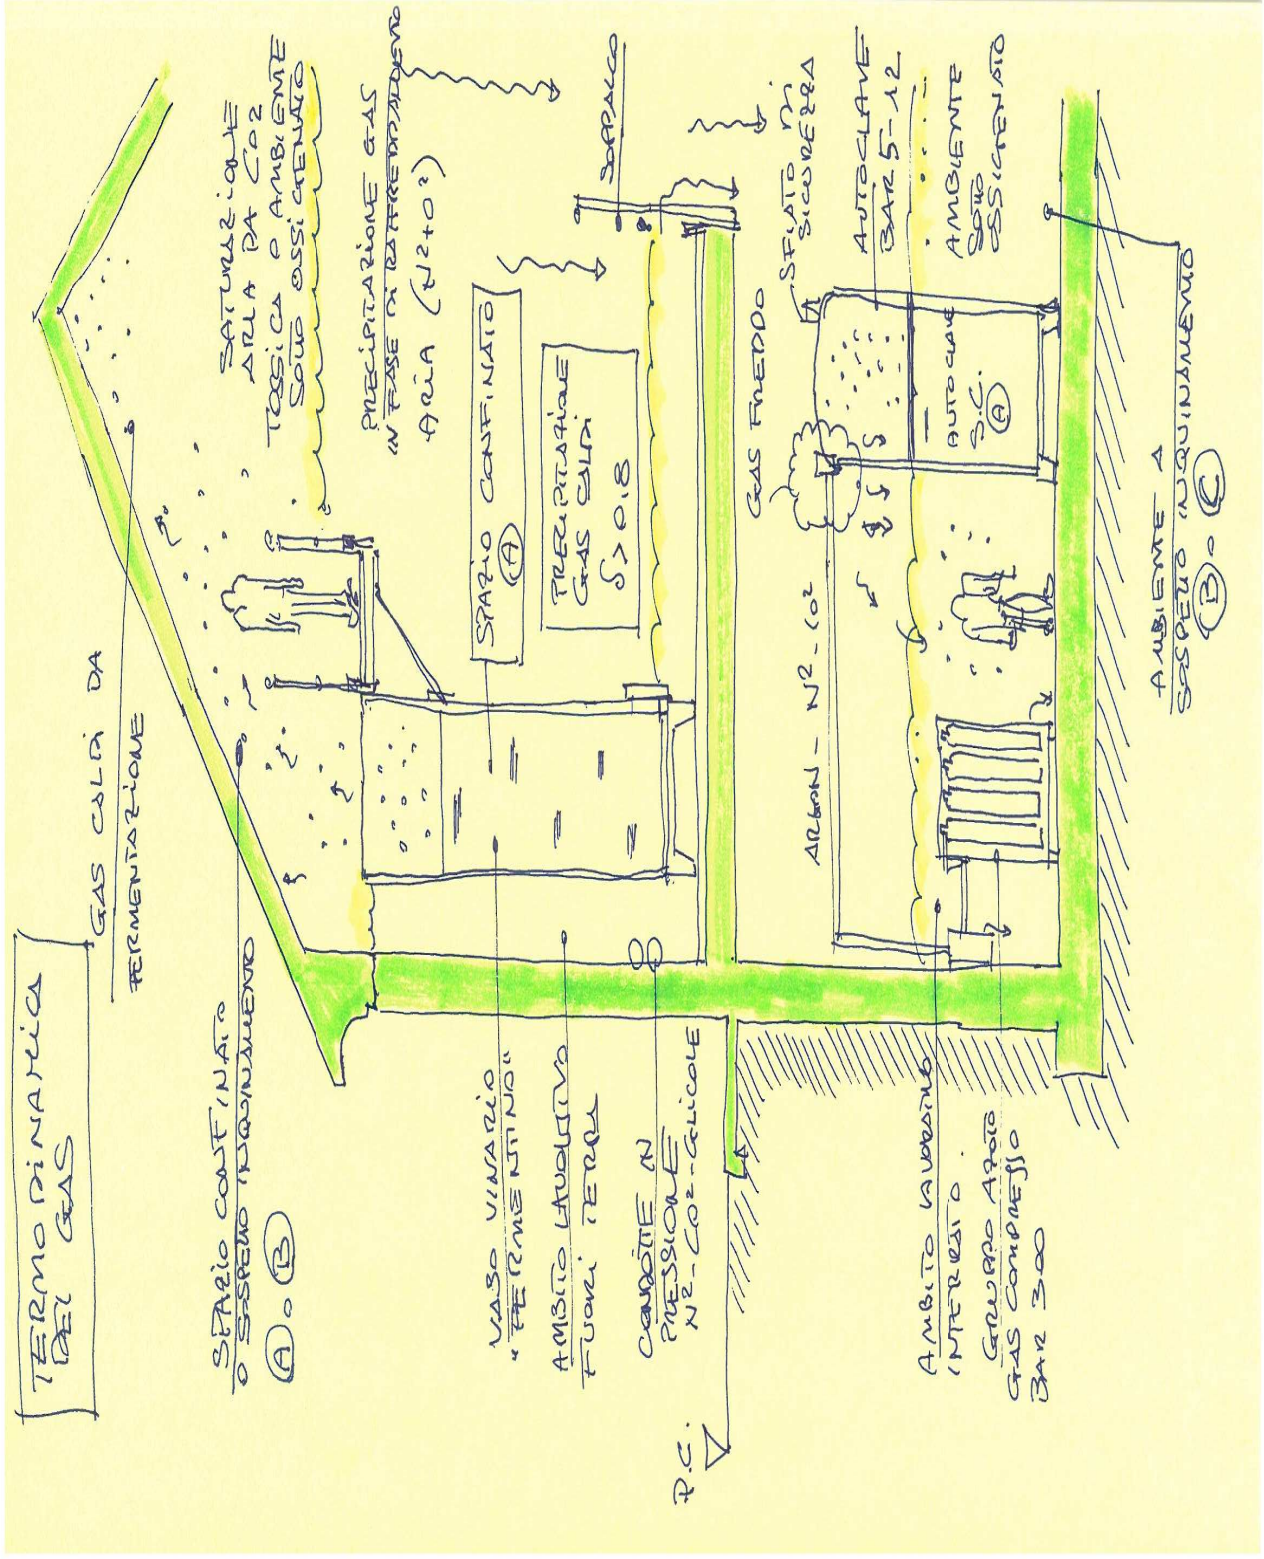 TERMODINAMICA
DEL GAS
GAS CALDI DA
FERMENTAZIONE
SATURAZIONE
ARIA DA CO2
TOSSICA O AMBIENTE
SOTTO OSSIGENATO
PRECIPITAZIONE GAS
IN FASE DI RAFFREDDAMENTO
ARIA (N2+O2)
SPAZIO CONFINATO
O SOSPETTO INQUINAMENTO
A o B
SPAZIO CONFINATO
A
SOPPALCO
PRECIPITAZIONE
GAS CALDI
δ > 0.8
VASO VINARIO
"FERMENTINO"
AMBITO LAVORATIVO
FUORI TERRA
CONDOTTE IN
PRESSIONE
N2-CO2-GLICOLE
P.C.
GAS FREDDO
SFIATO DI
SICUREZZA
ARGON - N2 - CO2
AUTOCLAVE
BAR 5-12
AMBIENTE
SOTTO
OSSIGENATO
AUTOCLAVE
S.C.
A
AMBITO LAVORATIVO
INTERRATO.
GRUPPO AZOTO
GAS COMPRESSO
BAR 300
AMBIENTE A
SOSPETTO INQUINAMENTO
B o C